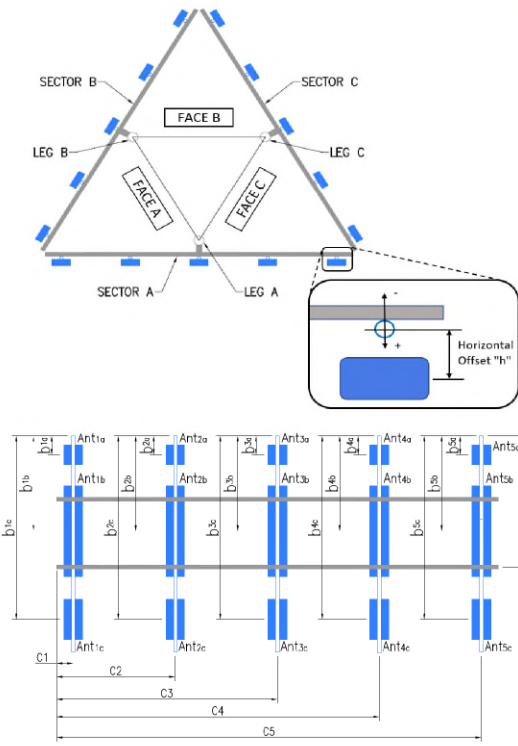 SECTOR B
SECTOR C
FACE B
LEG B
LEG C
FACE A
FACE C
SECTOR A
LEG A
-
+
Horizontal
Offset "h"
Ant1a
Ant2a
Ant3a
Ant4a
Ant5a
b1a
b2a
b3a
b4a
b5a
Ant1b
Ant2b
Ant3b
Ant4b
Ant5b
b1b
b2b
b3b
b4b
b5b
b1c
b2c
b3c
b4c
b5c
Ant1c
Ant2c
Ant3c
Ant4c
Ant5c
C1
C2
C3
C4
C5